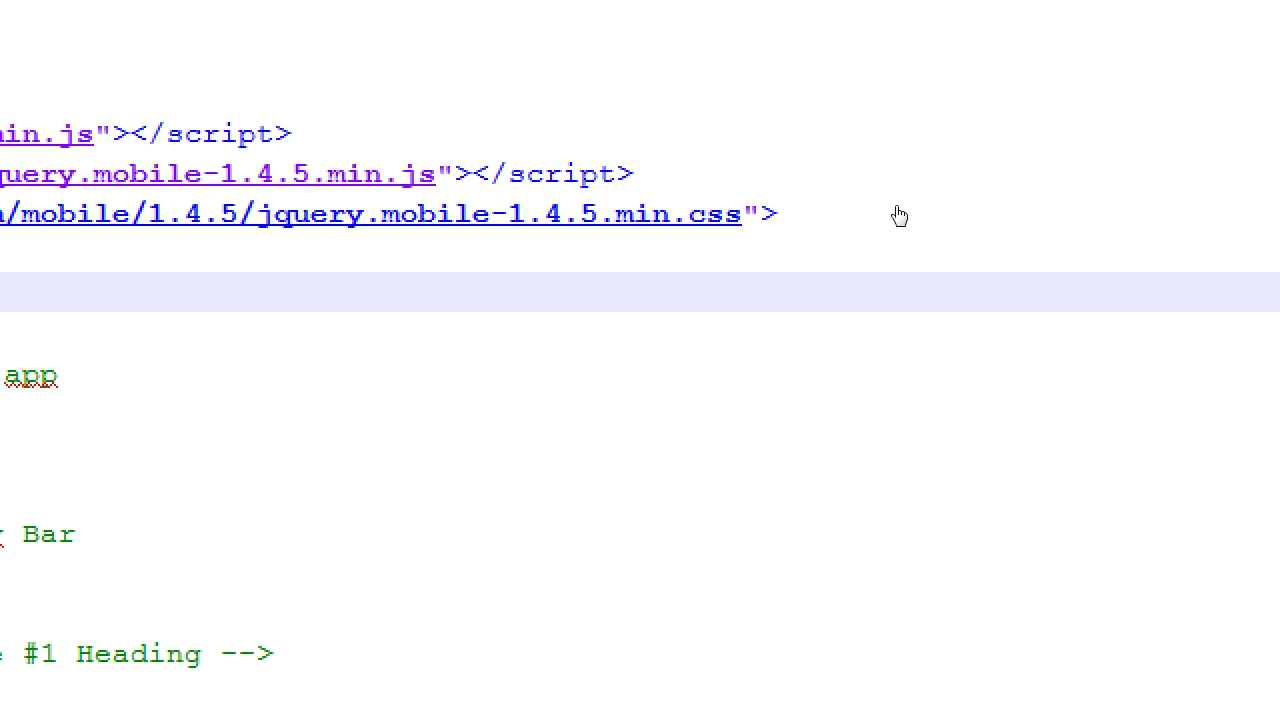 min.js"></script>
query.mobile-1.4.5.min.js"></script>
/mobile/1.4.5/jquery.mobile-1.4.5.min.css">
app
Bar
#1 Heading -->